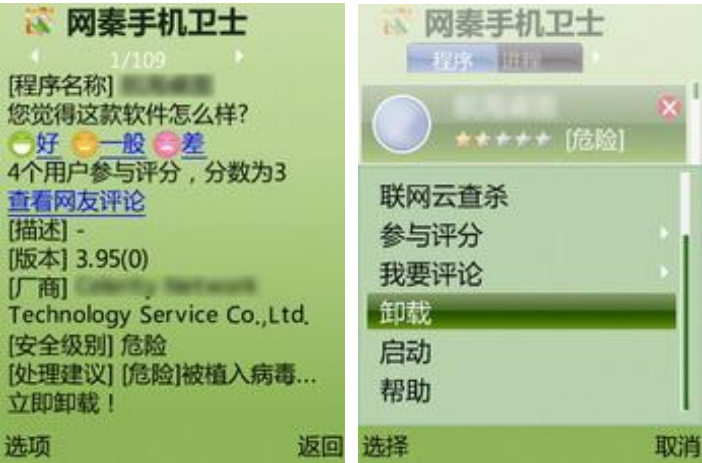 网秦手机卫士
1/109
[程序名称]
您觉得这款软件怎么样?
好 一般 差
4个用户参与评分，分数为3
查看网友评论
[描述] -
[版本] 3.95(0)
[厂商]
Technology Service Co.,Ltd.
[安全级别] 危险
[处理建议] [危险]被植入病毒...
立即卸载！
选项 返回
网秦手机卫士
程序 进程
[危险]
联网云查杀
参与评分
我要评论
卸载
启动
帮助
选择 取消